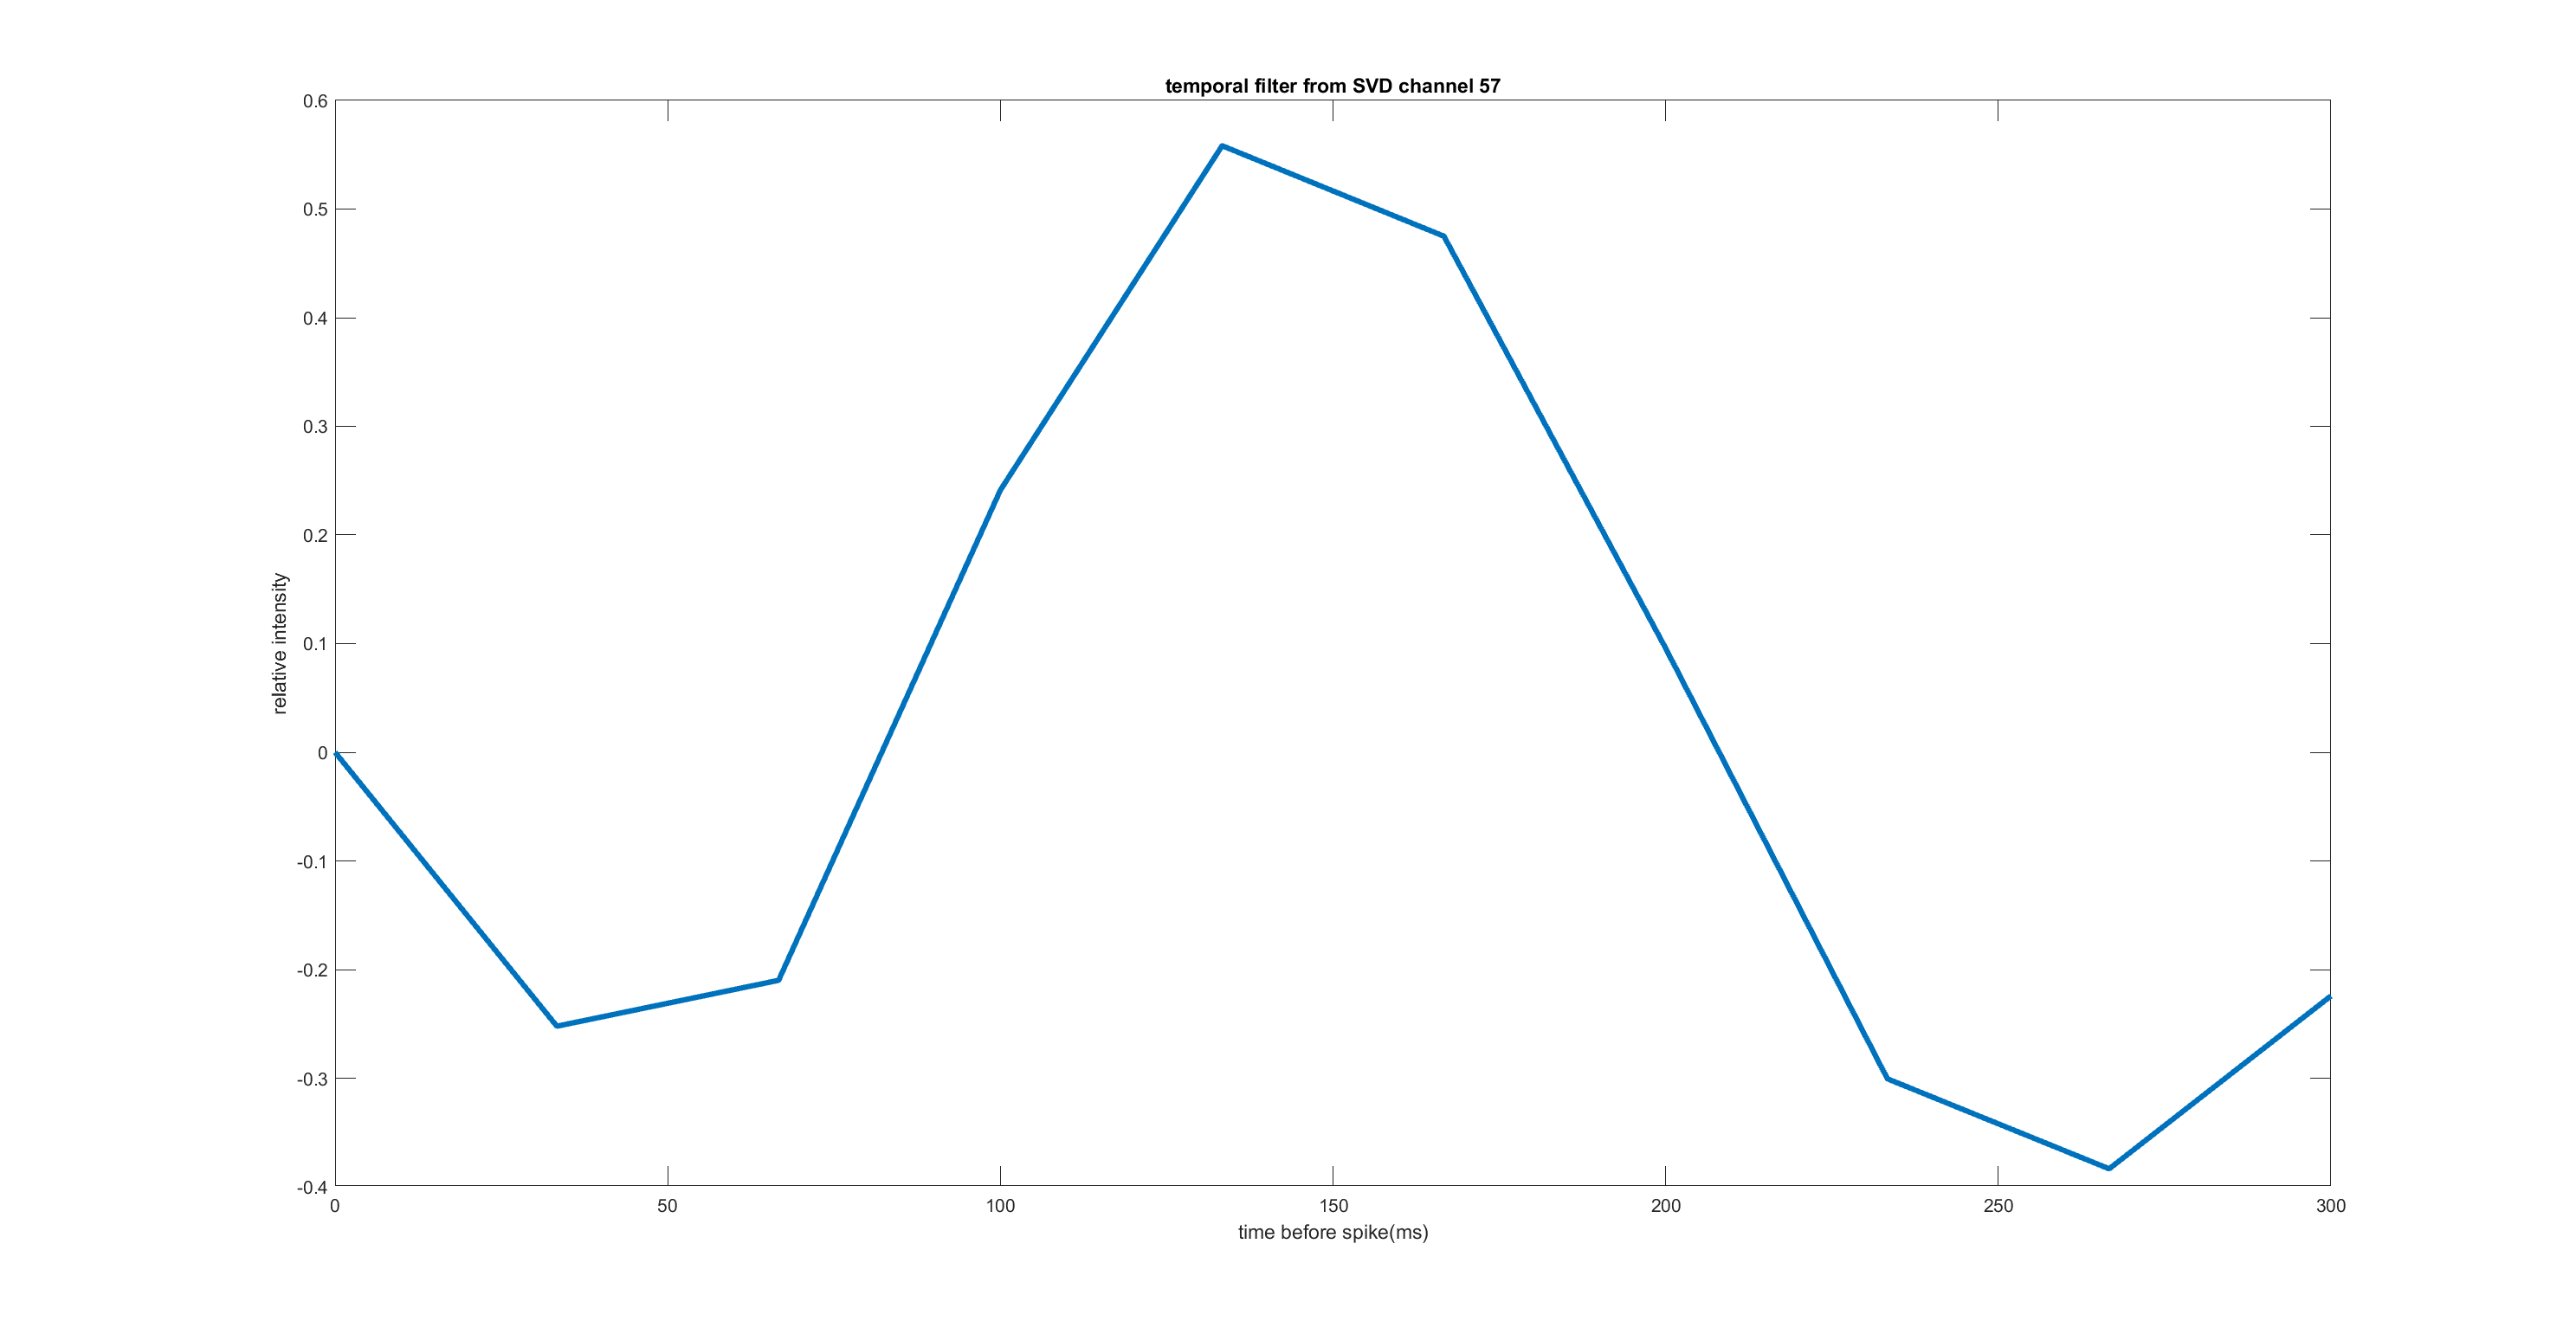 temporal filter from SVD channel 57
0.6
0.5
0.4
0.3
0.2
0.1
0
-0.1
-0.2
-0.3
-0.4
relative intensity
0 50 100 150 200 250 300
time before spike(ms)